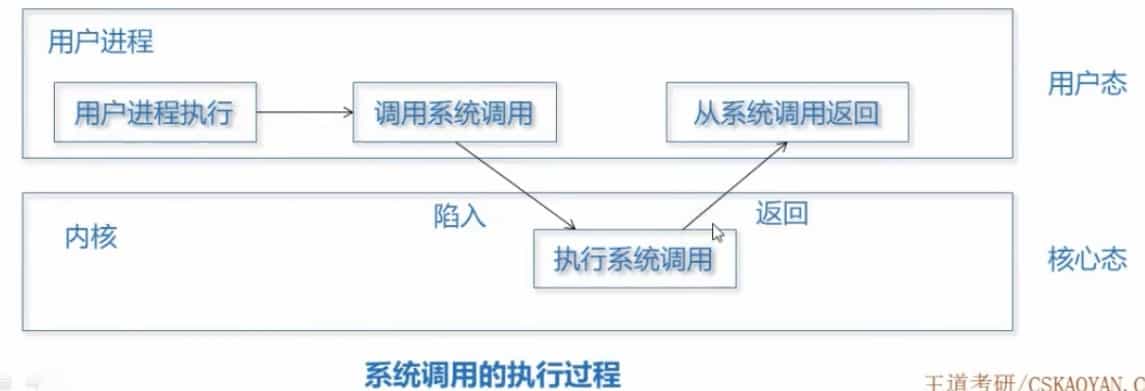 用户进程
用户态
用户进程执行
调用系统调用
从系统调用返回
陷入
返回
内核
执行系统调用
核心态
系统调用的执行过程
王道考研/CSKAOYAN.C